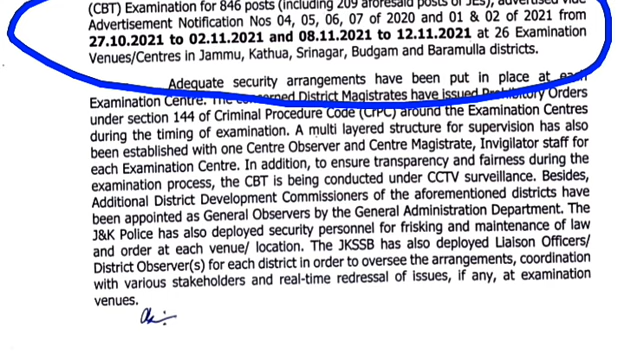 (CBT) Examination for 846 posts (including 209 aforesaid posts of JEs), advertised vide
Advertisement Notification Nos 04, 05, 06, 07 of 2020 and 01 & 02 of 2021 from
27.10.2021 to 02.11.2021 and 08.11.2021 to 12.11.2021 at 26 Examination
Venues/Centres in Jammu, Kathua, Srinagar, Budgam and Baramulla districts.
Adequate security arrangements have been put in place at each
Examination Centre. The concerned District Magistrates have issued Prohibitory Orders
under section 144 of Criminal Procedure Code (CrPC) around the Examination Centres
during the timing of examination. A multi layered structure for supervision has also
been established with one Centre Observer and Centre Magistrate, Invigilator staff for
each Examination Centre. In addition, to ensure transparency and fairness during the
examination process, the CBT is being conducted under CCTV surveillance. Besides,
Additional District Development Commissioners of the aforementioned districts have
been appointed as General Observers by the General Administration Department. The
J&K Police has also deployed security personnel for frisking and maintenance of law
and order at each venue/ location. The JKSSB has also deployed Liaison Officers/
District Observer(s) for each district in order to oversee the arrangements, coordination
with various stakeholders and real-time redressal of issues, if any, at examination
venues.